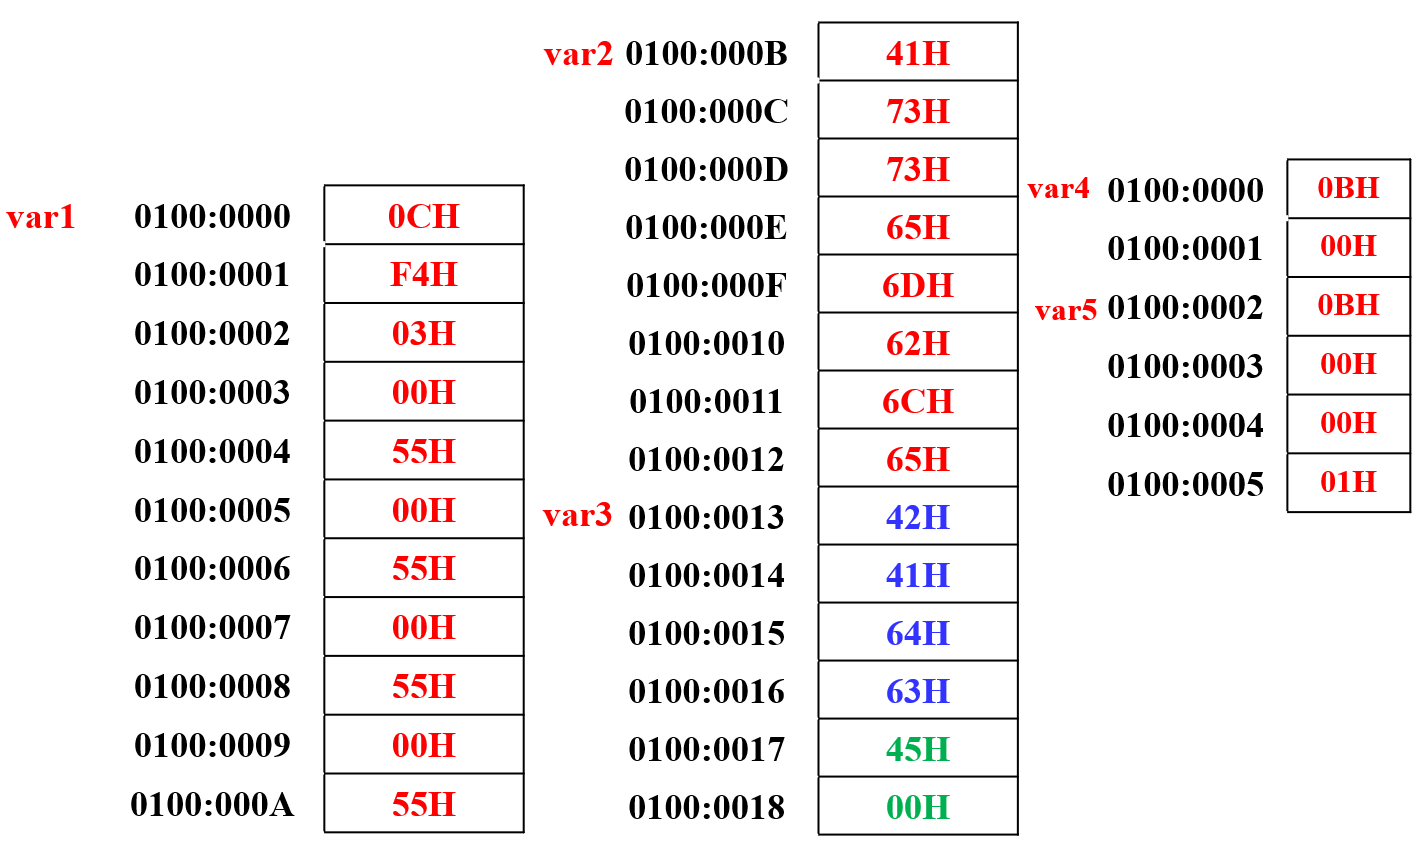 var1 0100:0000 0CH
0100:0001 F4H
0100:0002 03H
0100:0003 00H
0100:0004 55H
0100:0005 00H
0100:0006 55H
0100:0007 00H
0100:0008 55H
0100:0009 00H
0100:000A 55H
var2 0100:000B 41H
0100:000C 73H
0100:000D 73H
0100:000E 65H
0100:000F 6DH
0100:0010 62H
0100:0011 6CH
0100:0012 65H
var3 0100:0013 42H
0100:0014 41H
0100:0015 64H
0100:0016 63H
0100:0017 45H
0100:0018 00H
var4 0100:0000 0BH
0100:0001 00H
var5 0100:0002 0BH
0100:0003 00H
0100:0004 00H
0100:0005 01H